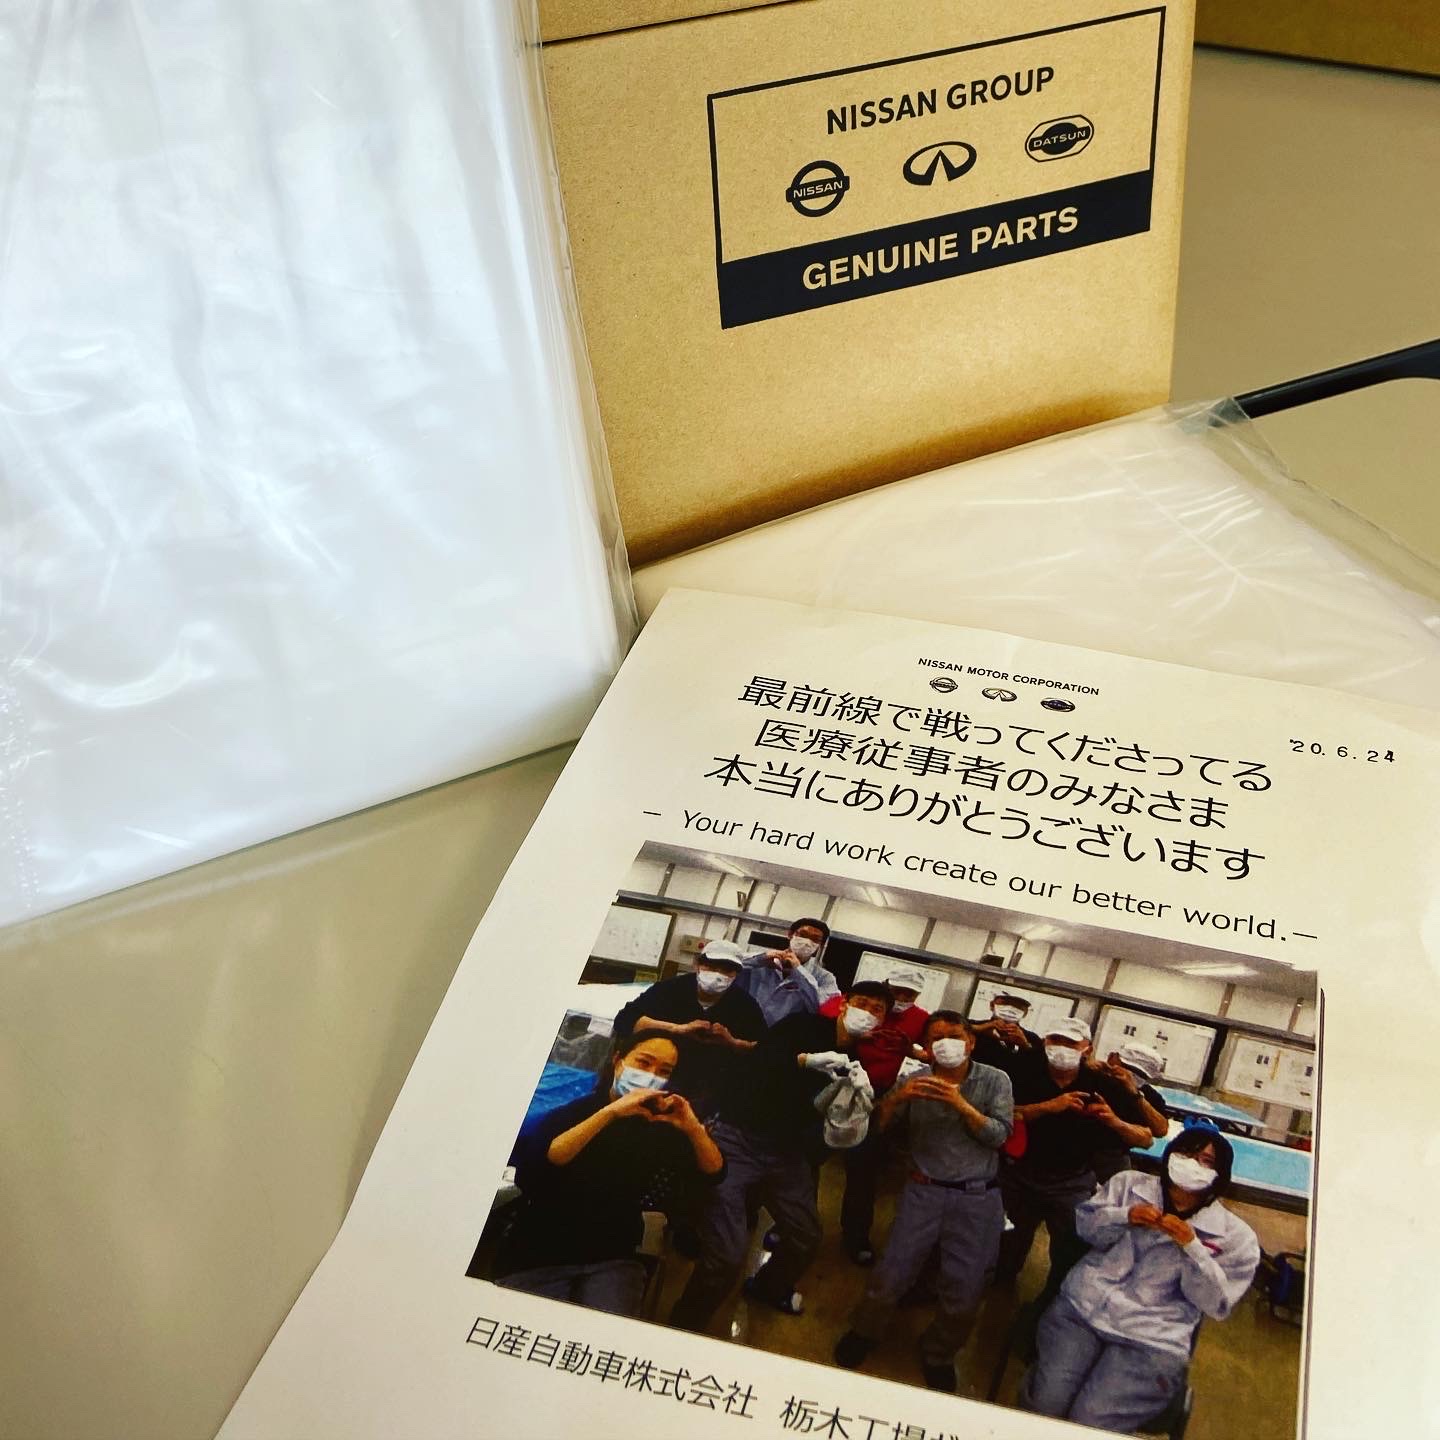 NISSAN GROUP
NISSAN
DATSUN
GENUINE PARTS
NISSAN MOTOR CORPORATION
'20. 6. 24
最前線で戦ってくださってる
医療従事者のみなさま
本当にありがとうございます
― Your hard work create our better world.―
日産自動車株式会社 栃木工場